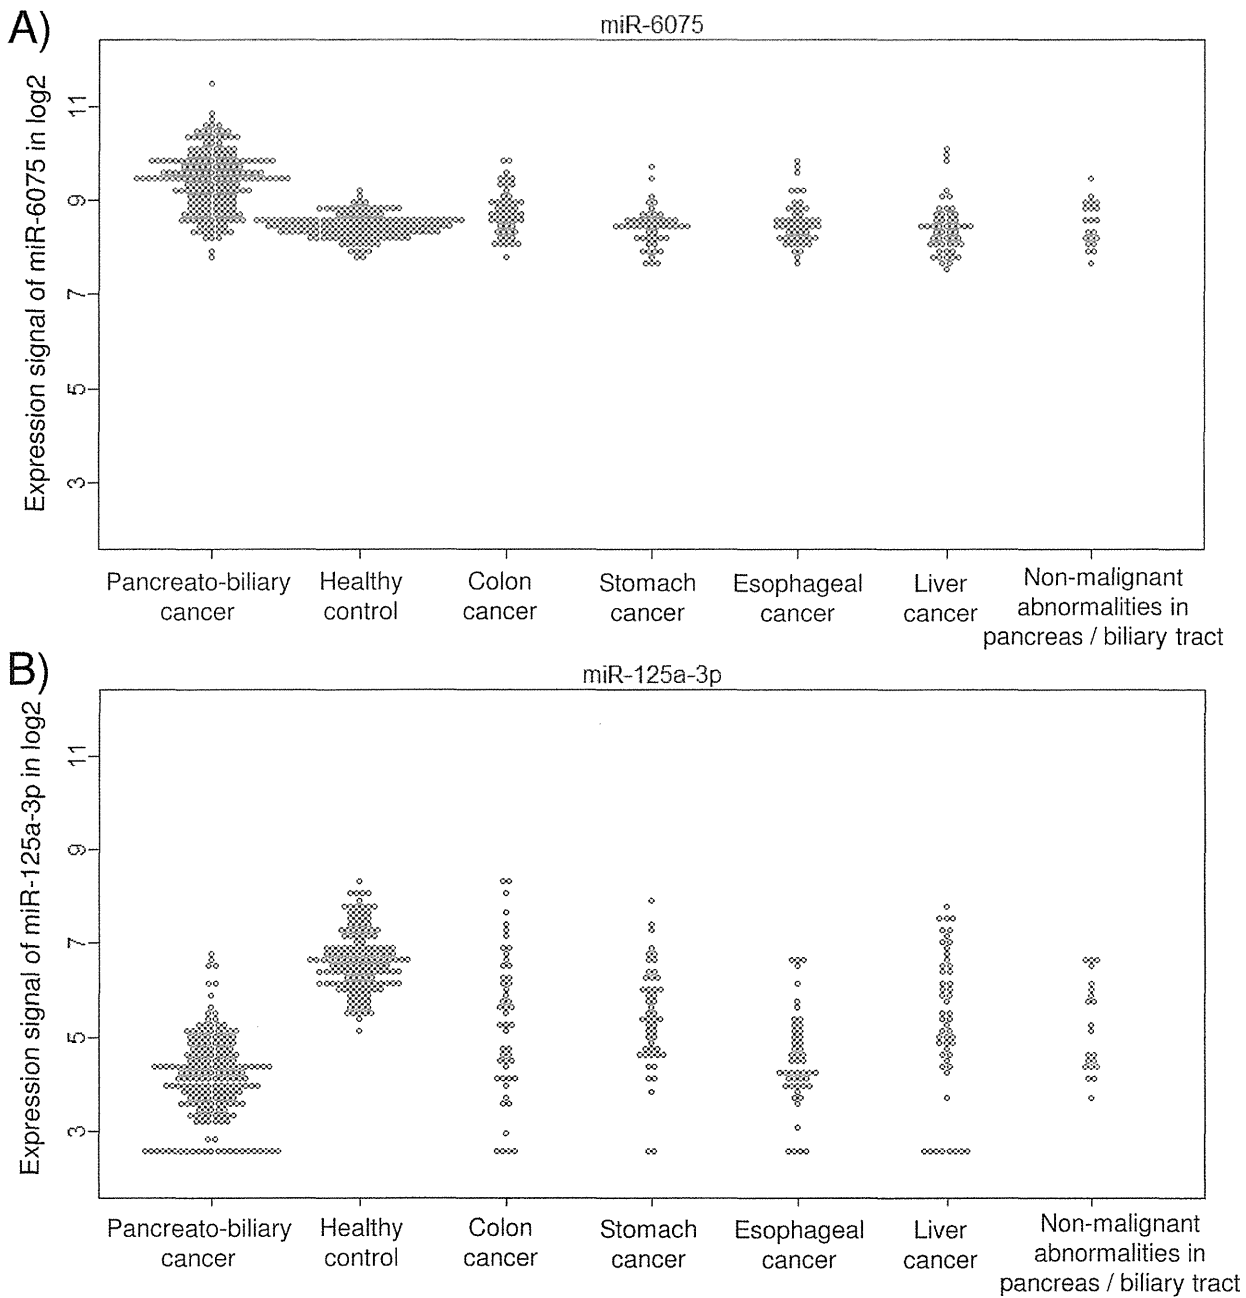 A)
miR-6075
Expression signal of miR-6075 in log2
11
9
7
5
3
Pancreato-biliary
cancer
Healthy
control
Colon
cancer
Stomach
cancer
Esophageal
cancer
Liver
cancer
Non-malignant
abnormalities in
pancreas / biliary tract
B)
miR-125a-3p
Expression signal of miR-125a-3p in log2
11
9
7
5
3
Pancreato-biliary
cancer
Healthy
control
Colon
cancer
Stomach
cancer
Esophageal
cancer
Liver
cancer
Non-malignant
abnormalities in
pancreas / biliary tract